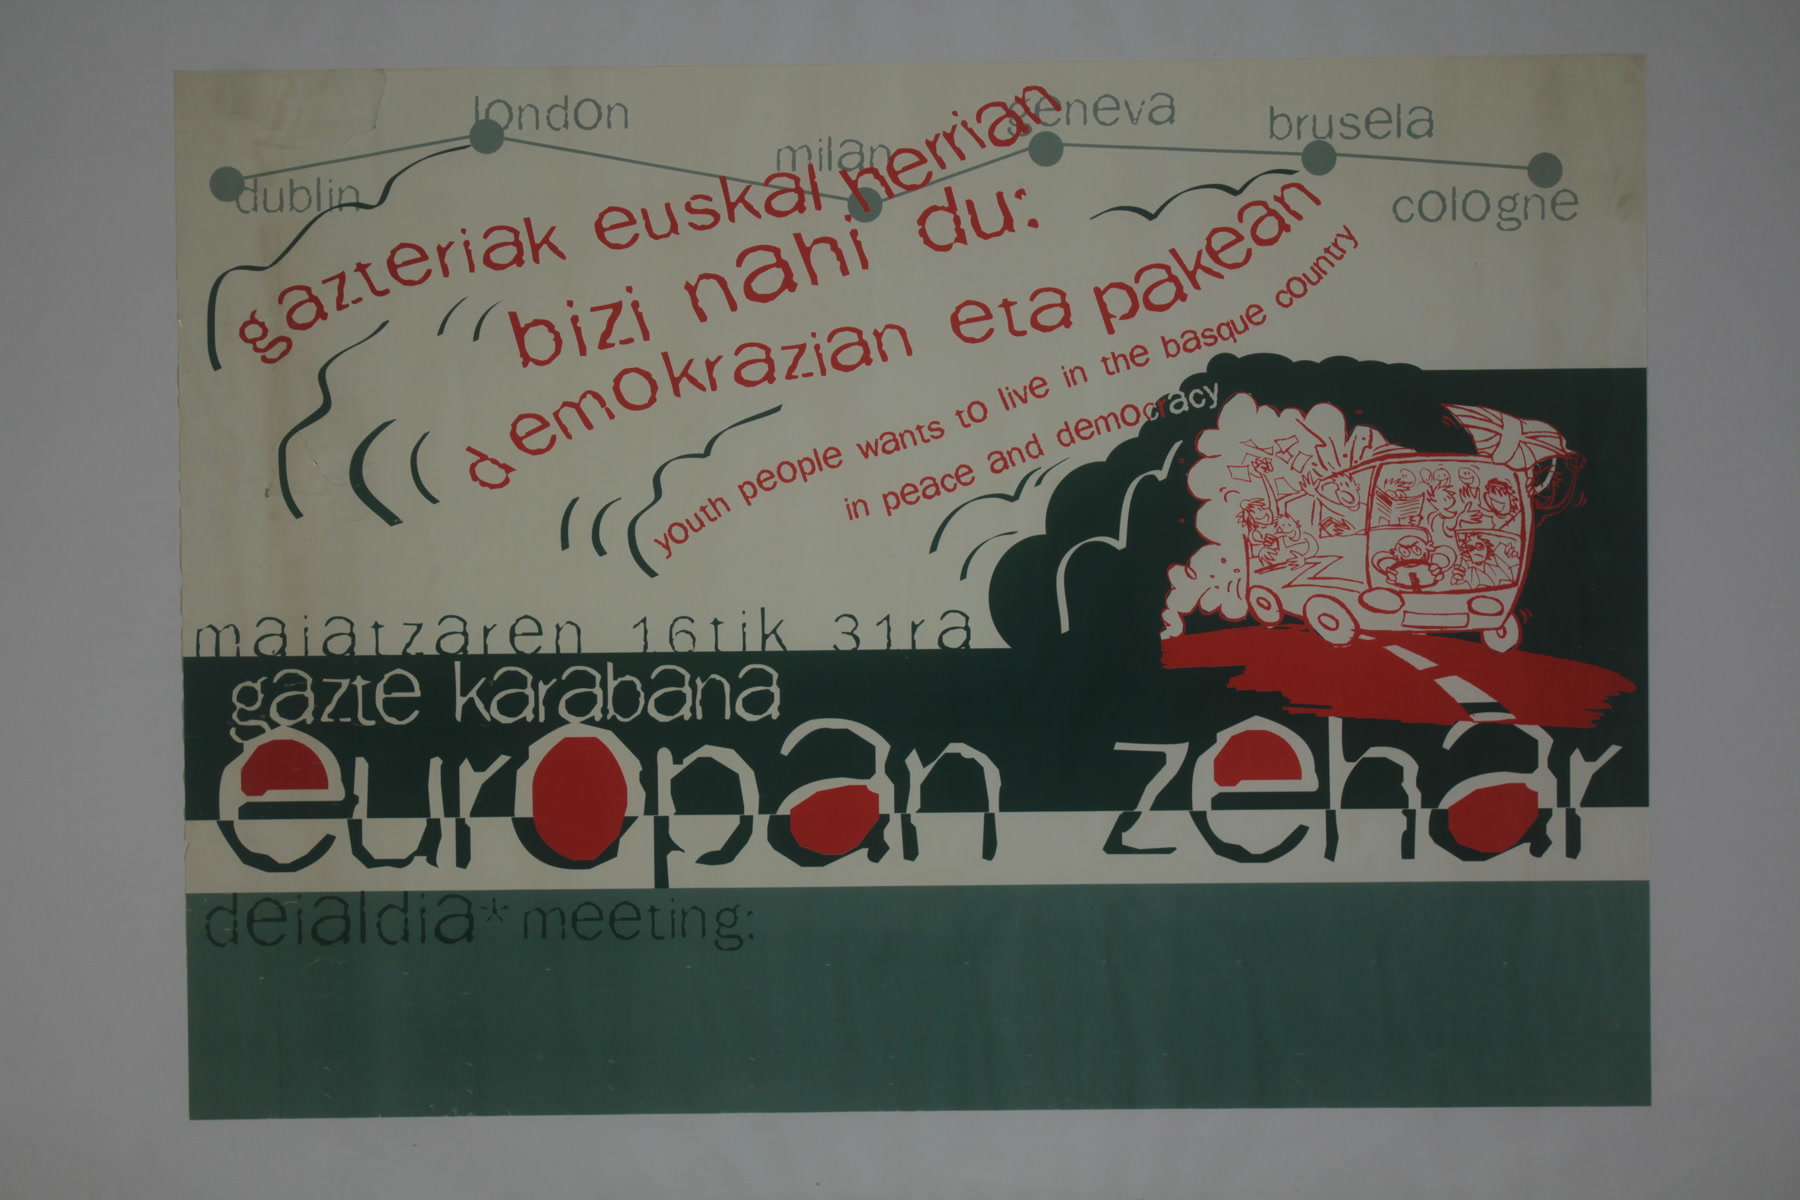 dublin
london
milan
geneva
brusela
cologne
gazteriak euskal herrian
bizi nahi du:
demokrazian eta pakean
youth people wants to live in the basque country
in peace and democracy
maiatzaren 16tik 31ra
gazte karabana
europan zehar
deialdia* meeting: